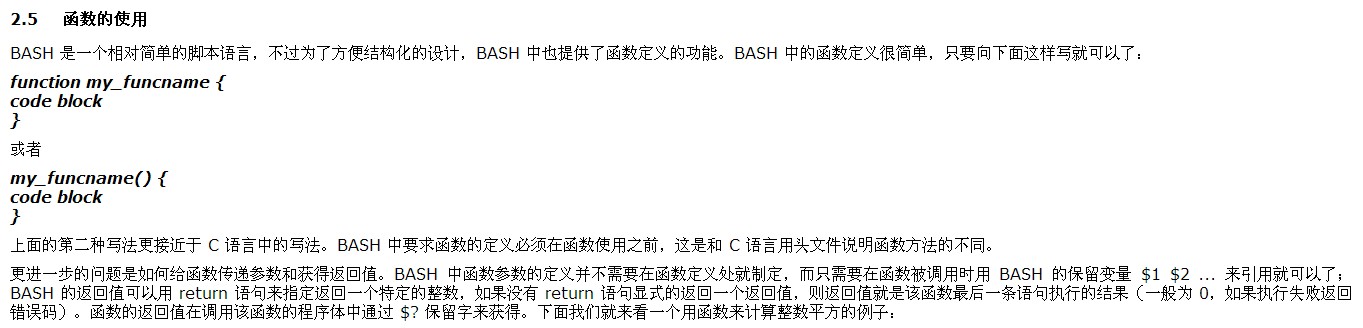 2.5 函数的使用
BASH 是一个相对简单的脚本语言，不过为了方便结构化的设计，BASH 中也提供了函数定义的功能。BASH 中的函数定义很简单，只要向下面这样写就可以了：
function my_funcname {
code block
}
或者
my_funcname() {
code block
}
上面的第二种写法更接近于 C 语言中的写法。BASH 中要求函数的定义必须在函数使用之前，这是和 C 语言用头文件说明函数方法的不同。
更进一步的问题是如何给函数传递参数和获得返回值。BASH 中函数参数的定义并不需要在函数定义处就制定，而只需要在函数被调用时用 BASH 的保留变量 $1 $2 ... 来引用就可以了；
BASH 的返回值可以用 return 语句来指定返回一个特定的整数，如果没有 return 语句显式的返回一个返回值，则返回值就是该函数最后一条语句执行的结果（一般为 0，如果执行失败返回
错误码）。函数的返回值在调用该函数的程序体中通过 $? 保留字来获得。下面我们就来看一个用函数来计算整数平方的例子：